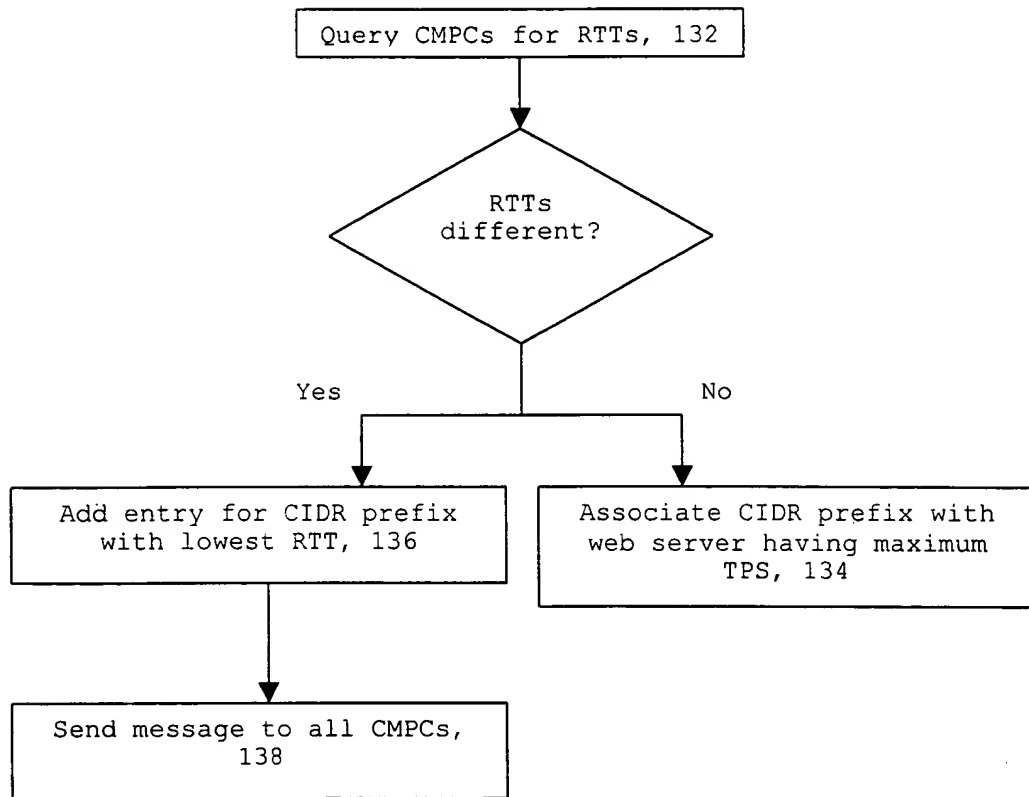 Query CMPCs for RTTs, 132
RTTs
different?
Yes
No
Add entry for CIDR prefix
with lowest RTT, 136
Associate CIDR prefix with
web server having maximum
TPS, 134
Send message to all CMPCs,
138